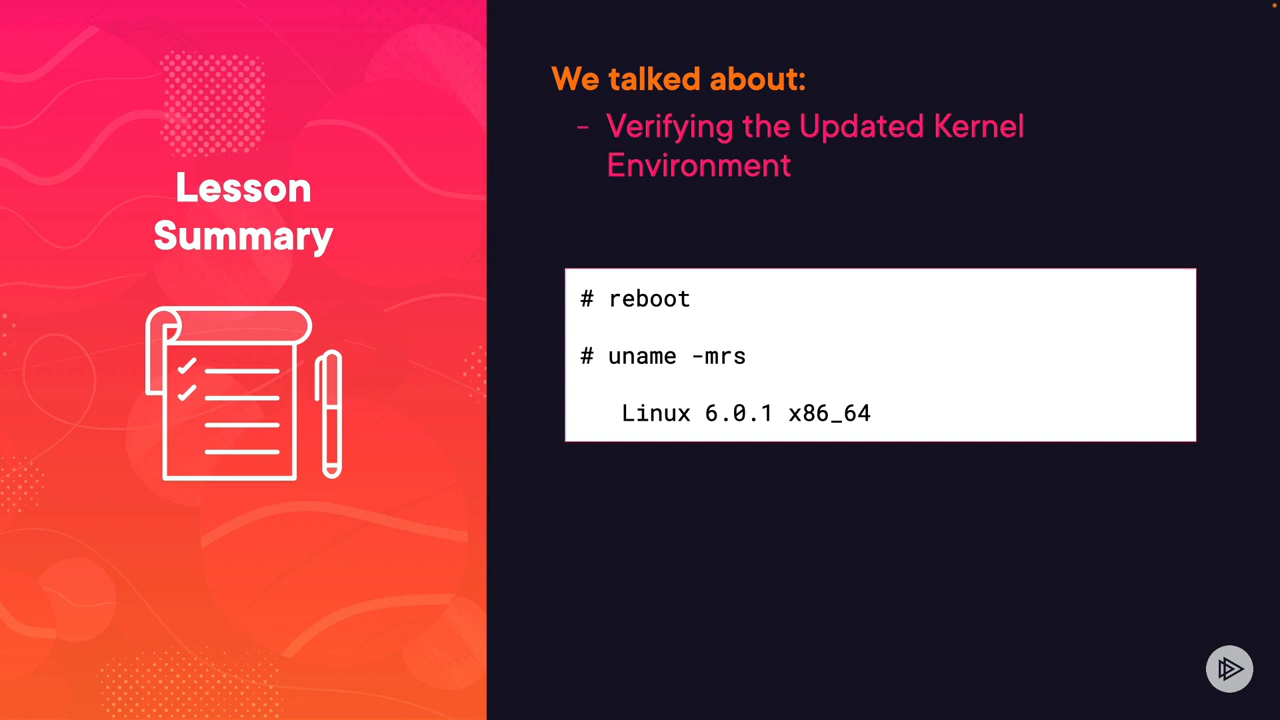 Lesson
Summary
We talked about:
- Verifying the Updated Kernel
Environment
# reboot
# uname -mrs
Linux 6.0.1 x86_64